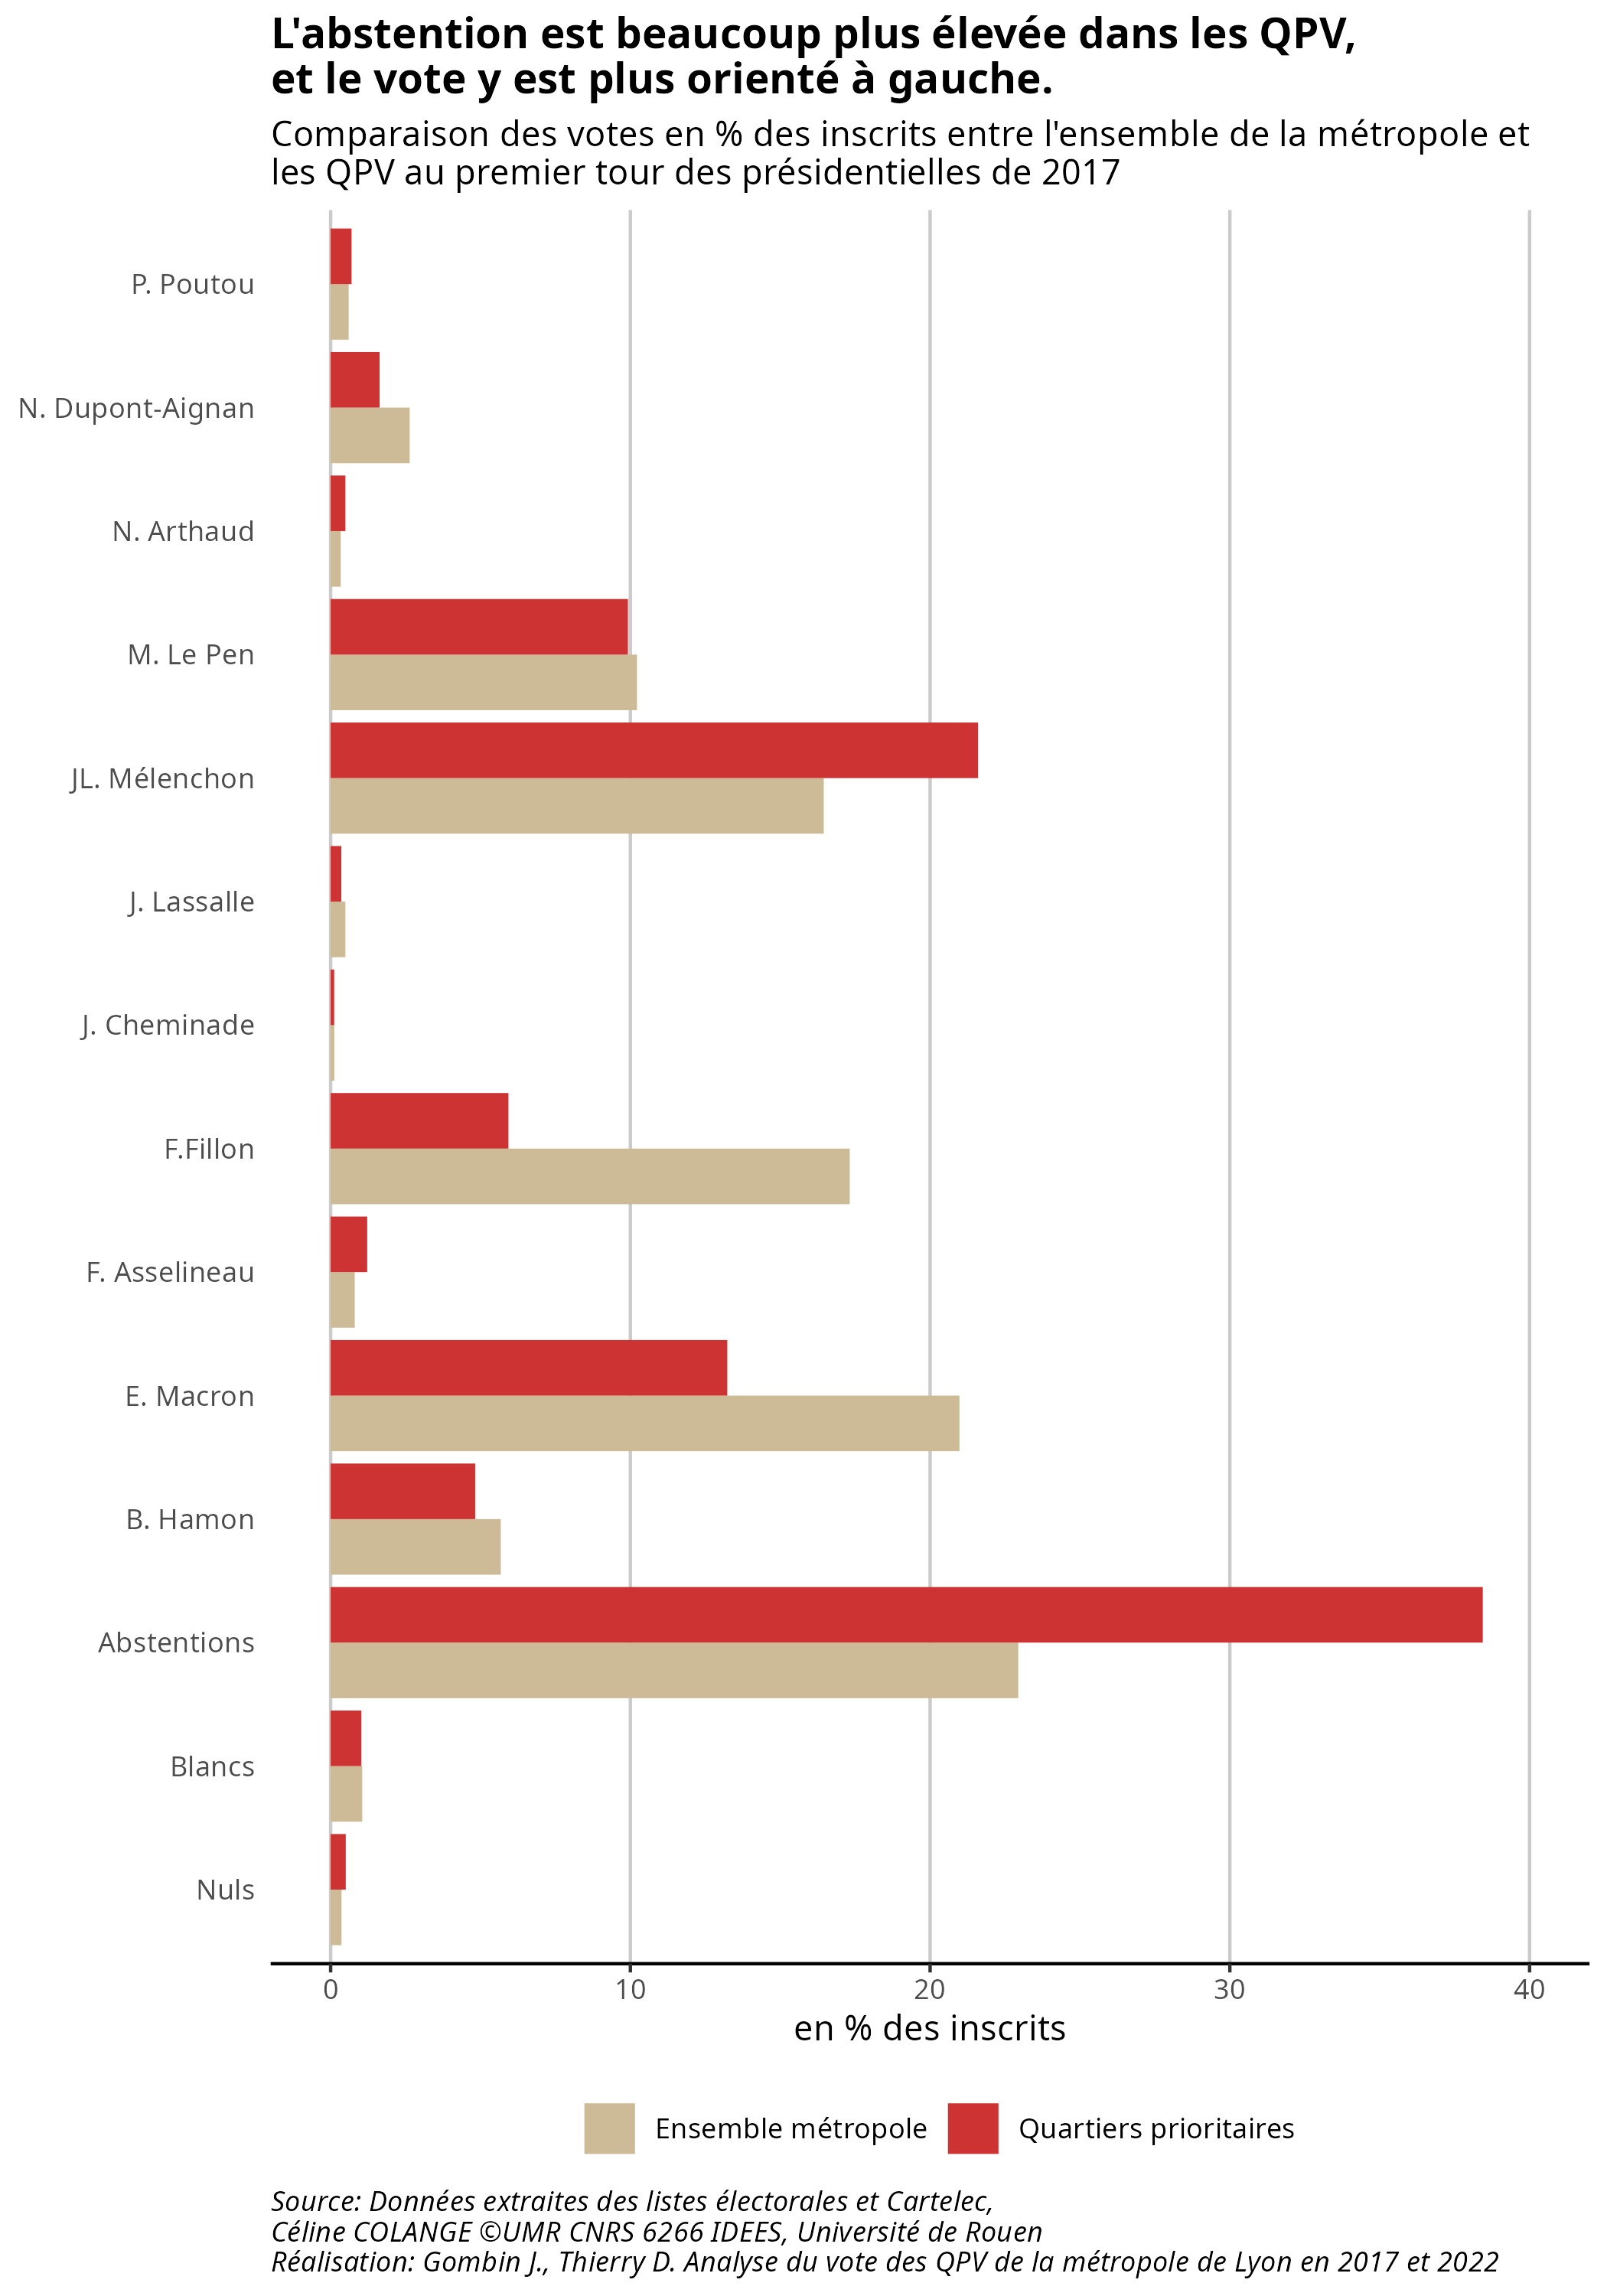 L'abstention est beaucoup plus élevée dans les QPV,
et le vote y est plus orienté à gauche.
Comparaison des votes en % des inscrits entre l'ensemble de la métropole et
les QPV au premier tour des présidentielles de 2017
P. Poutou
N. Dupont-Aignan
N. Arthaud
M. Le Pen
JL. Mélenchon
J. Lassalle
J. Cheminade
F.Fillon
F. Asselineau
E. Macron
B. Hamon
Abstentions
Blancs
Nuls
0 10 20 30 40
en % des inscrits
Ensemble métropole Quartiers prioritaires
Source: Données extraites des listes électorales et Cartelec,
Céline COLANGE ©UMR CNRS 6266 IDEES, Université de Rouen
Réalisation: Gombin J., Thierry D. Analyse du vote des QPV de la métropole de Lyon en 2017 et 2022